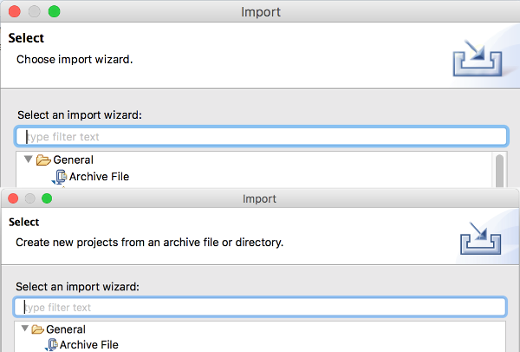 Import
Select
Choose import wizard.
Select an import wizard:
type filter text
General
Archive File
Import
Select
Create new projects from an archive file or directory.
Select an import wizard:
type filter text
General
Archive File